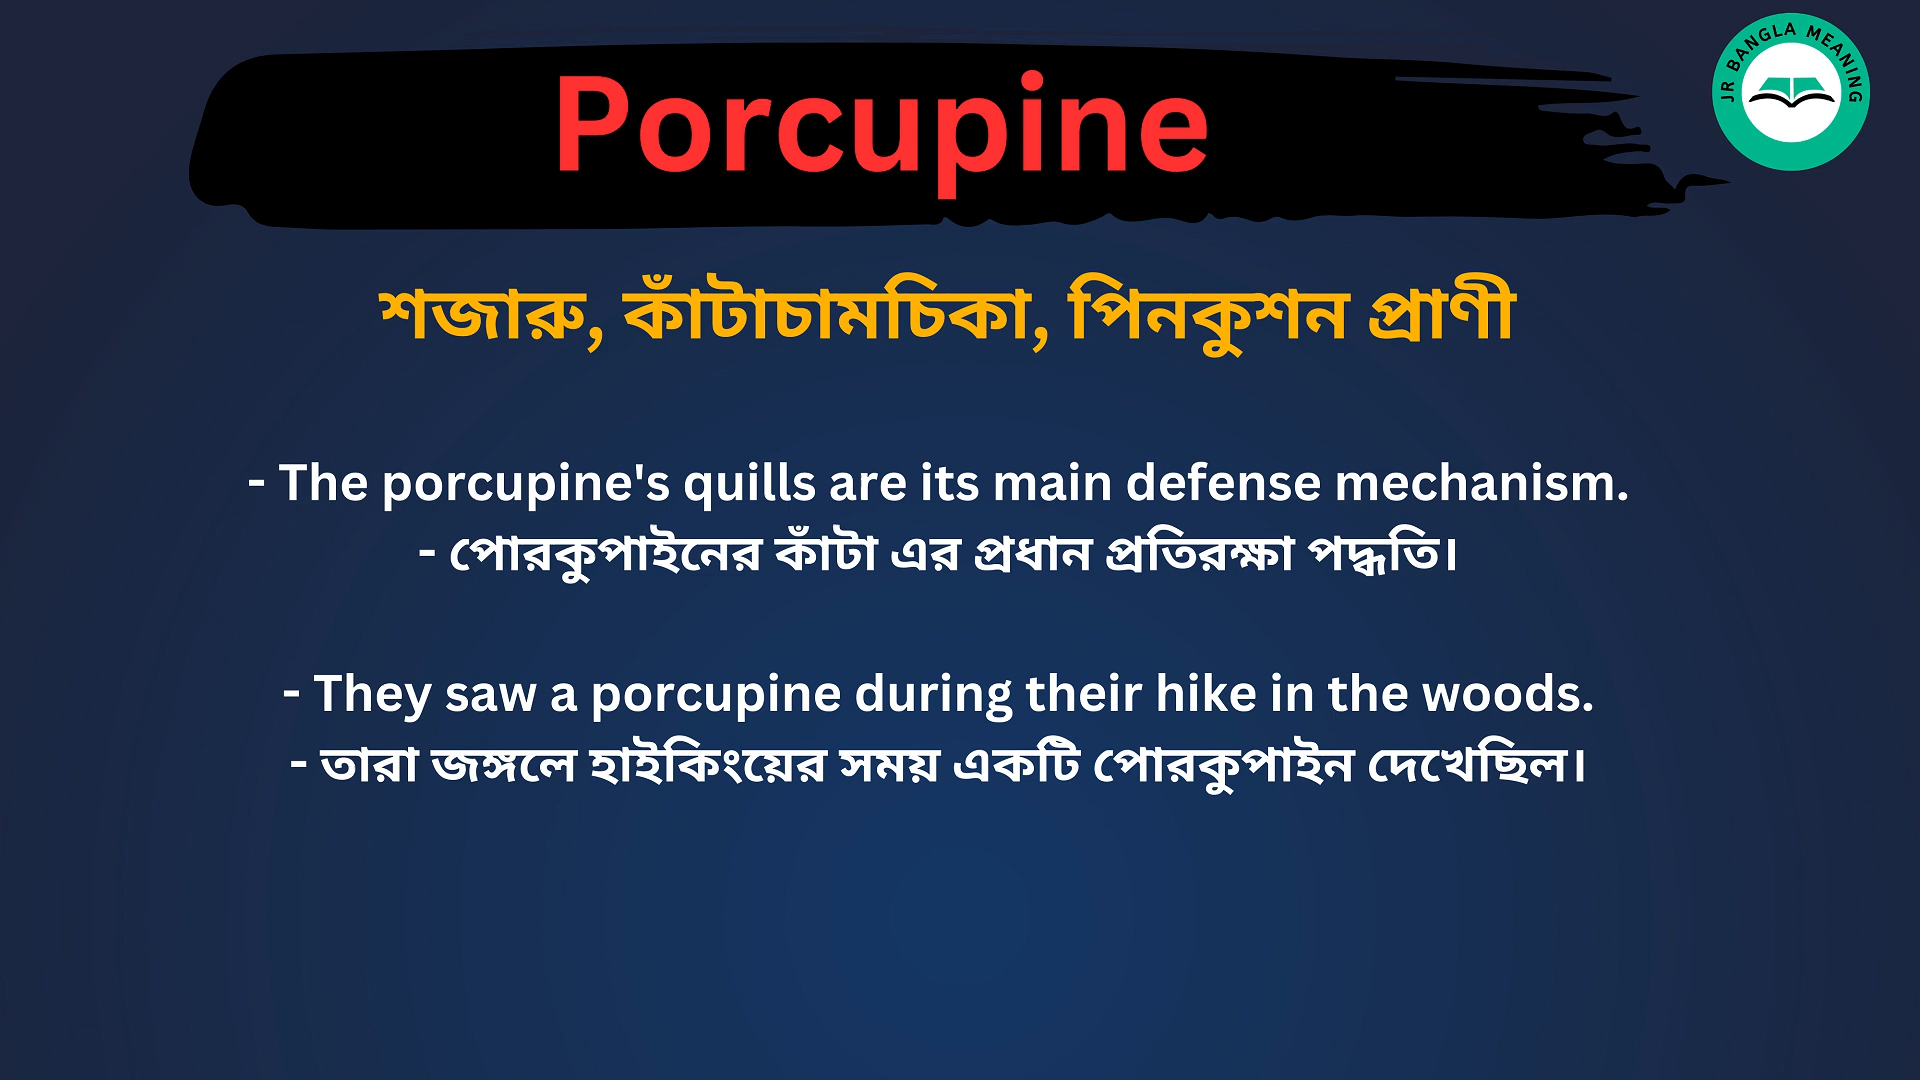 JR BANGLA MEANING
Porcupine
শজারু, কাঁটাচামচিকা, পিনকুশন প্রাণী
- The porcupine's quills are its main defense mechanism.
- পোরকুপাইনের কাঁটা এর প্রধান প্রতিরক্ষা পদ্ধতি।
- They saw a porcupine during their hike in the woods.
- তারা জঙ্গলে হাইকিংয়ের সময় একটি পোরকুপাইন দেখেছিল।